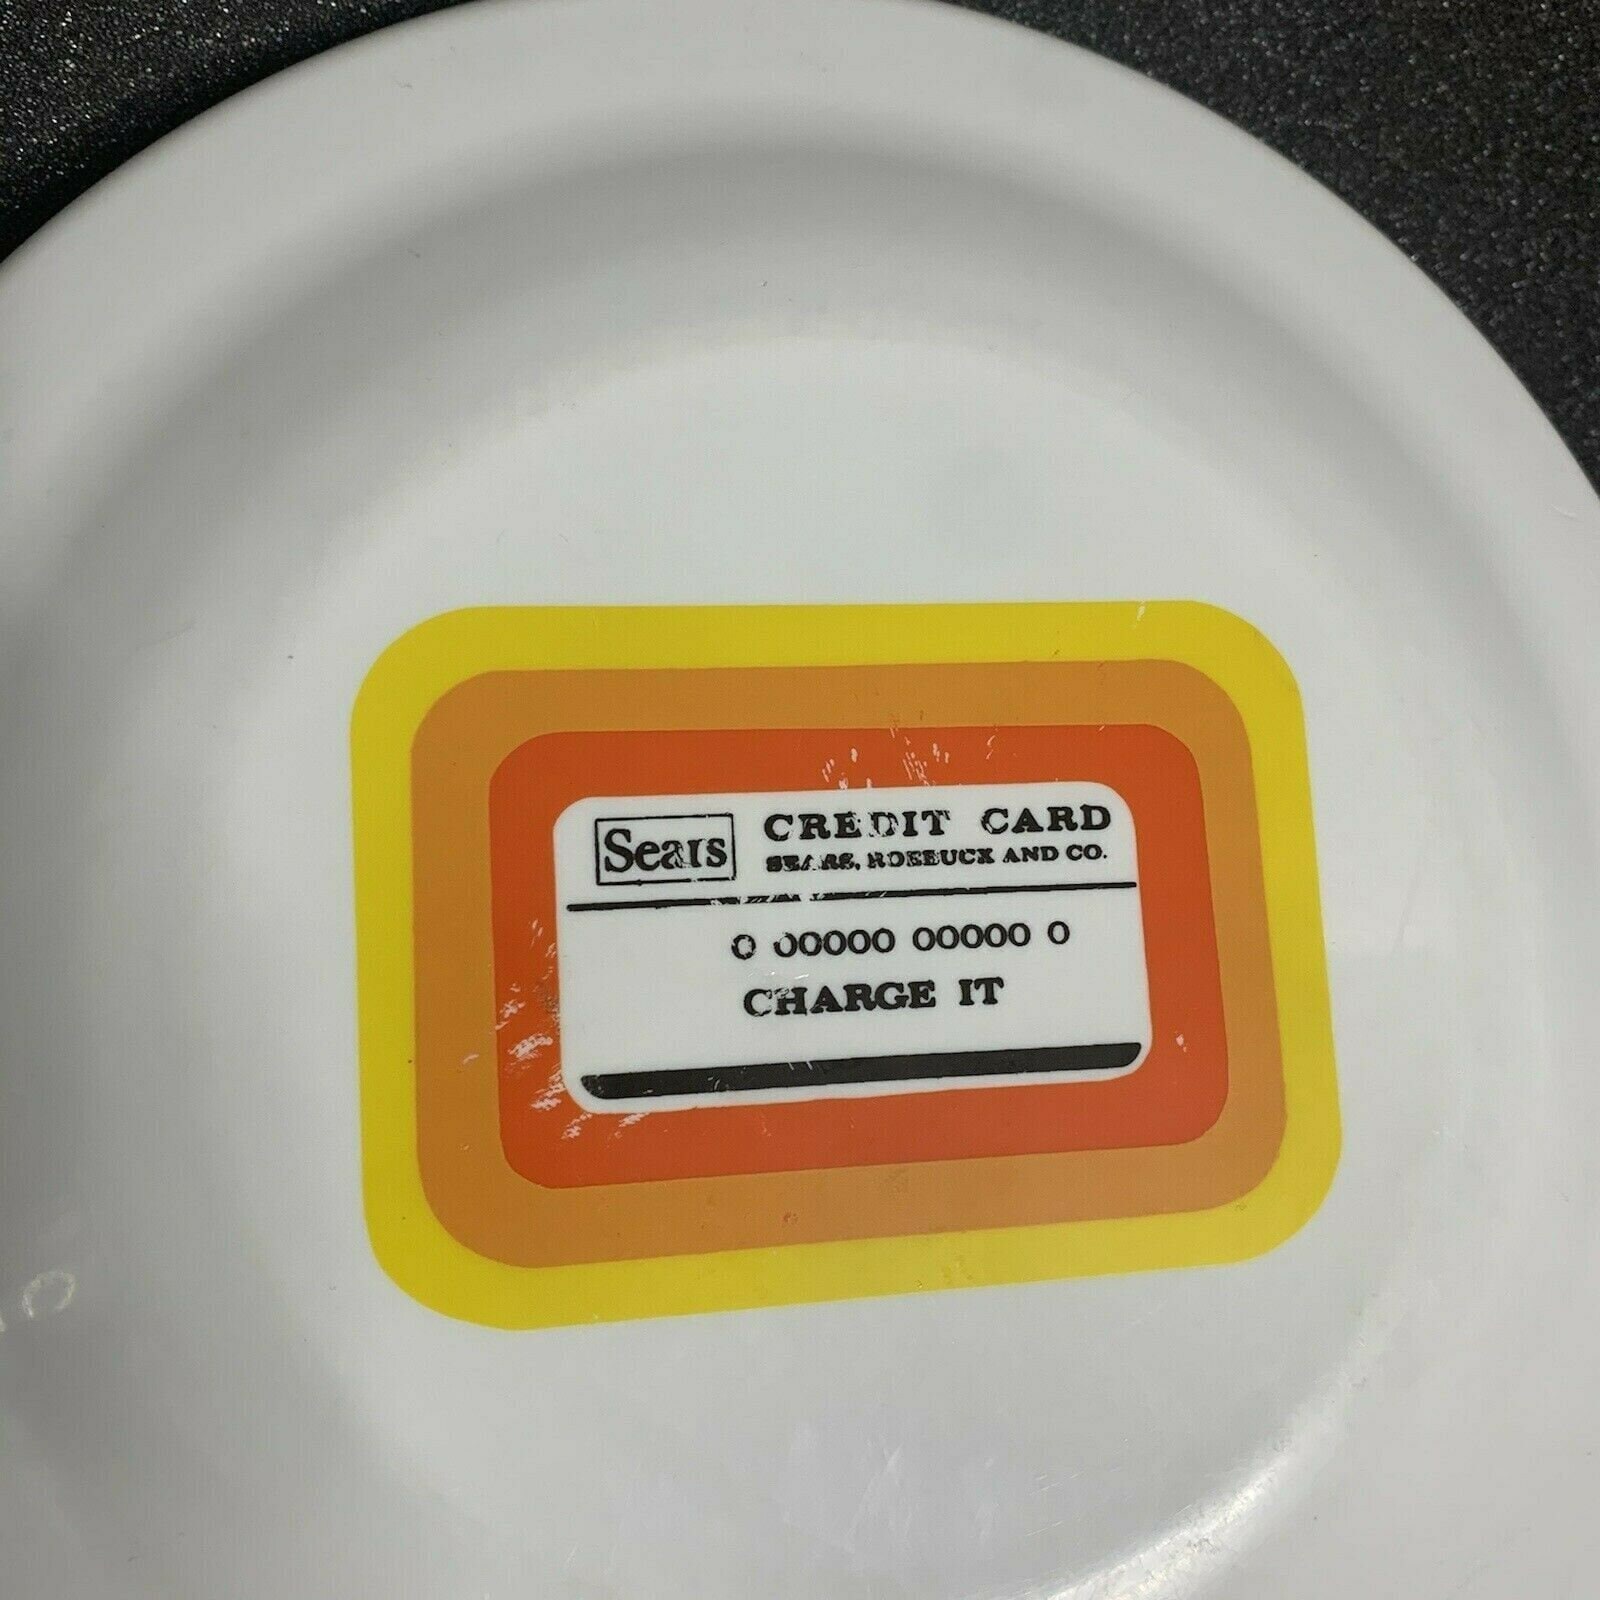 Sears
CREDIT CARD
SEARS, ROEBUCK AND CO.
0 00000 00000 0
CHARGE IT